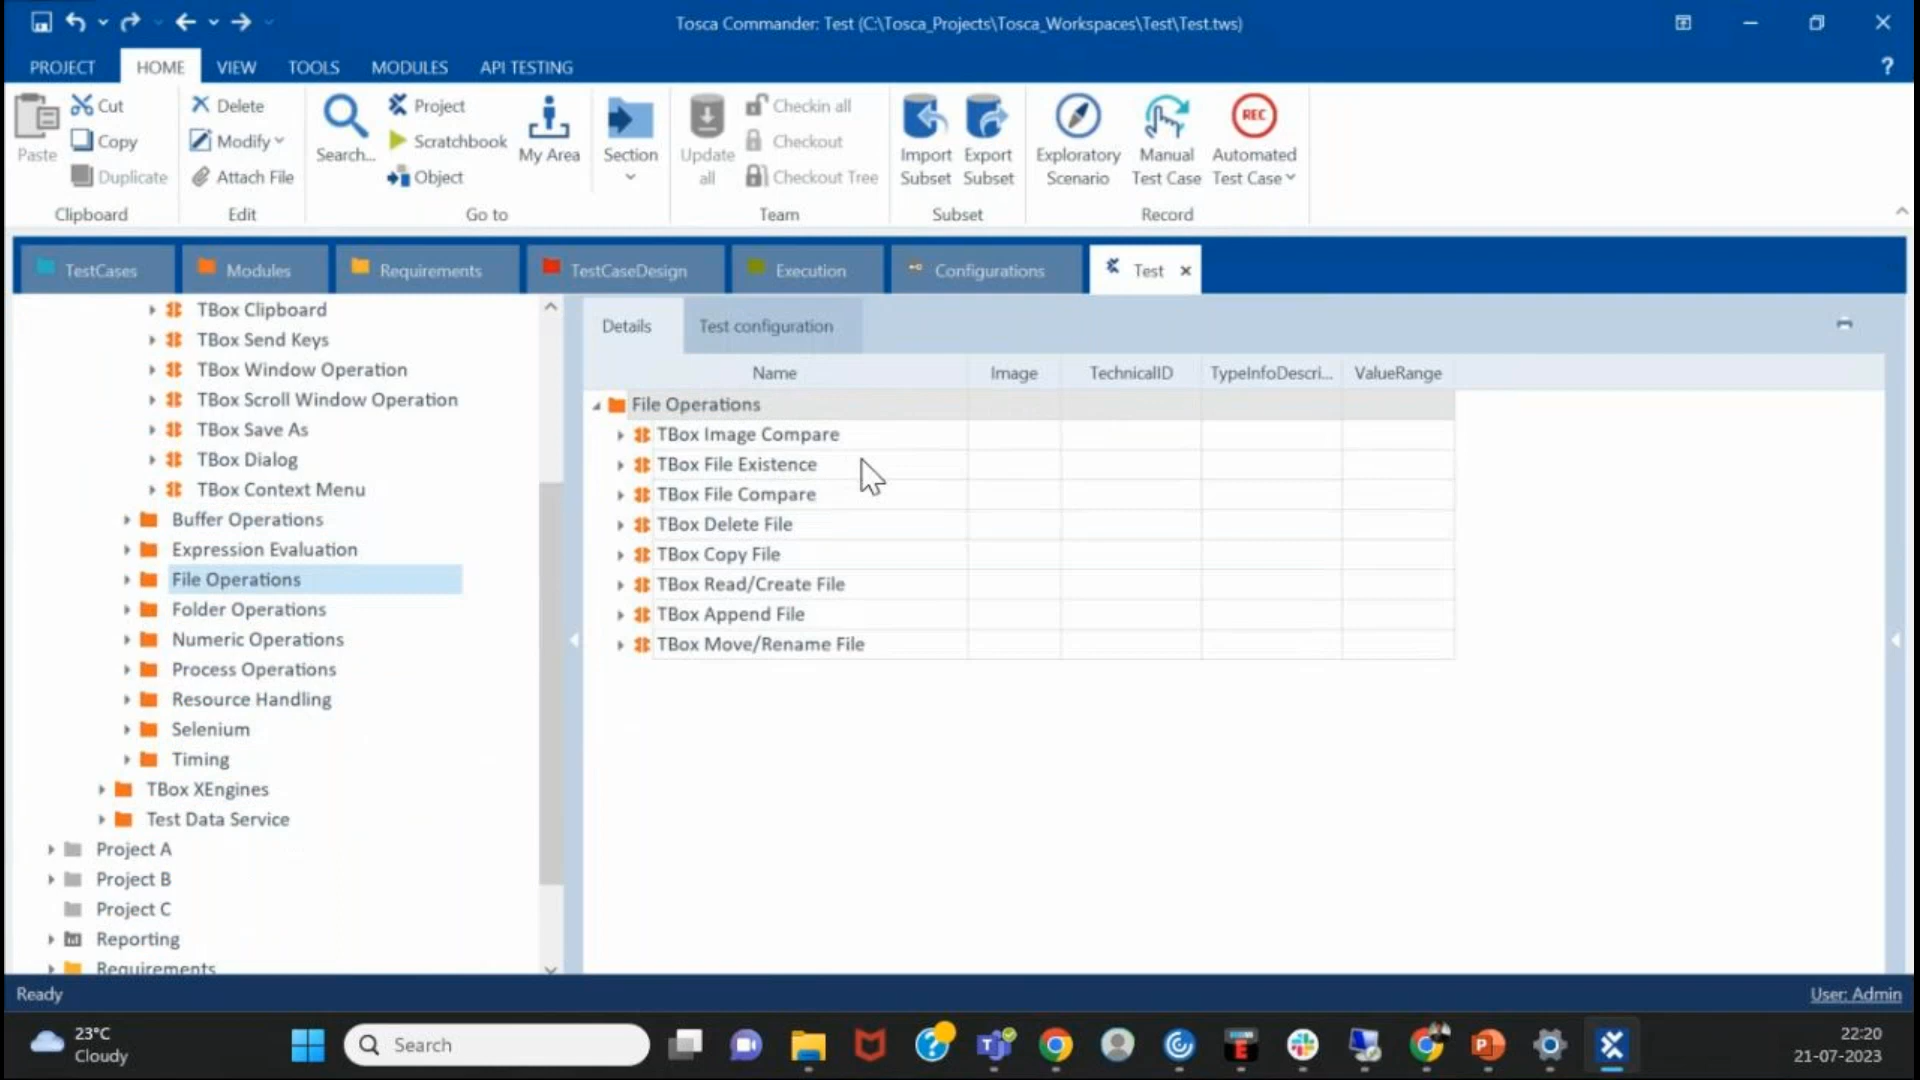 Tosca Commander: Test (C:\Tosca_Projects\Tosca_Workspaces\Test\Test.tws)
PROJECT HOME VIEW TOOLS MODULES API TESTING ?
Paste
Cut
Copy
Duplicate
Clipboard
Delete
Modify
Attach File
Edit
Search...
Project
Scratchbook
Object
My Area
Section
Go to
Update all
Checkin all
Checkout
Checkout Tree
Team
Import Subset
Export Subset
Subset
Exploratory Scenario
Manual Test Case
REC
Automated Test Case
Record
TestCases Modules Requirements TestCaseDesign Execution Configurations Test
TBox Clipboard
TBox Send Keys
TBox Window Operation
TBox Scroll Window Operation
TBox Save As
TBox Dialog
TBox Context Menu
Buffer Operations
Expression Evaluation
File Operations
Folder Operations
Numeric Operations
Process Operations
Resource Handling
Selenium
Timing
TBox XEngines
Test Data Service
Project A
Project B
Project C
Reporting
Requirements
Details Test configuration
Name Image TechnicalID TypeInfoDescri... ValueRange
File Operations
TBox Image Compare
TBox File Existence
TBox File Compare
TBox Delete File
TBox Copy File
TBox Read/Create File
TBox Append File
TBox Move/Rename File
Ready
User: Admin
23°C
Cloudy
Search
22:20
21-07-2023